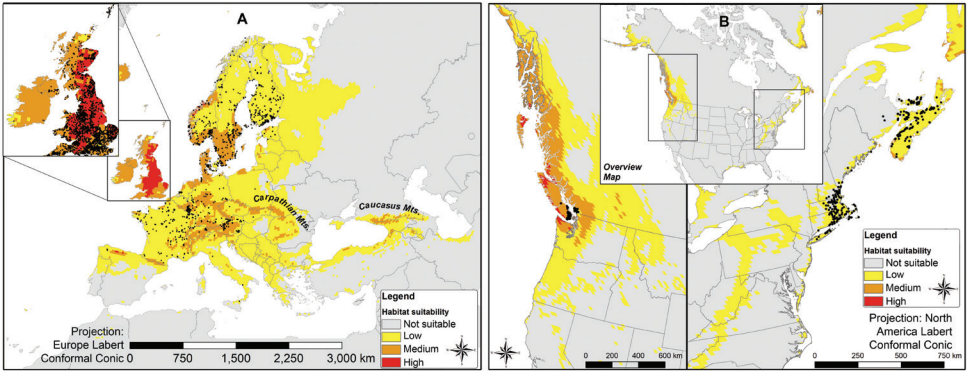 A
Carpathian Mts.
Caucasus Mts.
Legend
Habitat suitability
Not suitable
Low
Medium
High
Projection:
Europe Labert
Conformal Conic
0 750 1,500 2,250 3,000 km
B
Overview
Map
0 200 400 600 km
Legend
Habitat suitability
Not suitable
Low
Medium
High
Projection: North
America Labert
Conformal Conic
0 250 500 750 km